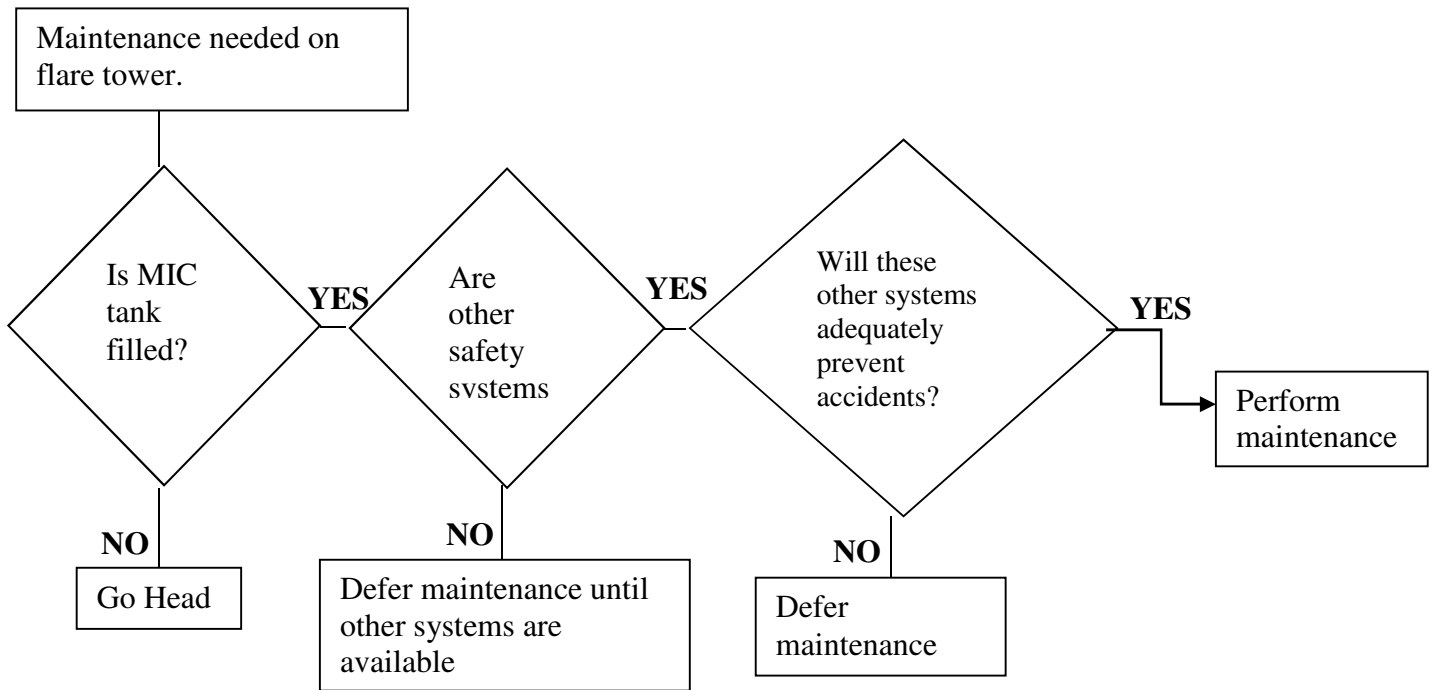 Maintenance needed on
flare tower.
Is MIC
tank
filled?
YES
Are
other
safety
systems
YES
Will these
other systems
adequately
prevent
accidents?
YES
Perform
maintenance
NO
Go Head
NO
Defer maintenance until
other systems are
available
NO
Defer
maintenance